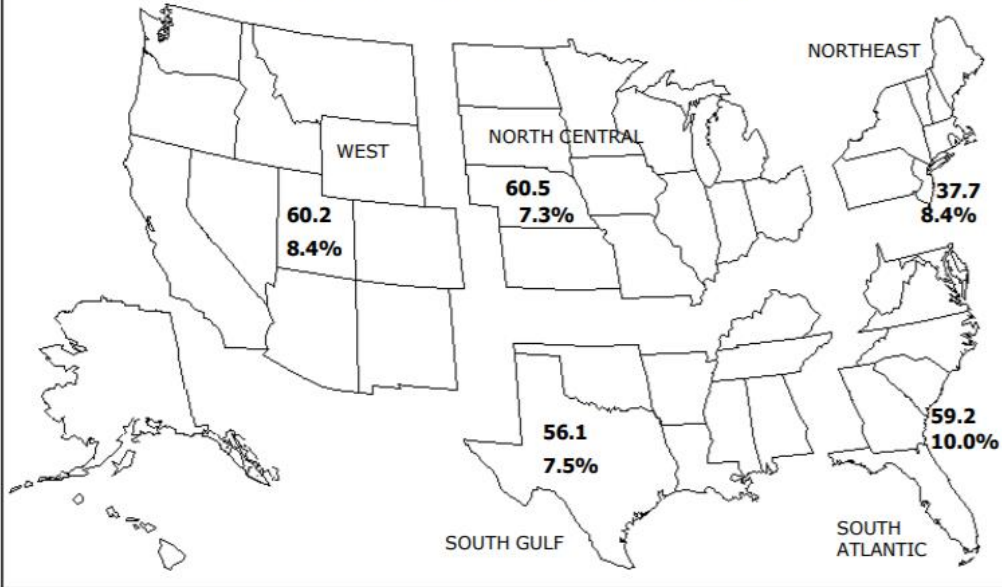 NORTHEAST
WEST
NORTH CENTRAL
60.2
8.4%
60.5
7.3%
37.7
8.4%
56.1
7.5%
59.2
10.0%
SOUTH GULF
SOUTH
ATLANTIC